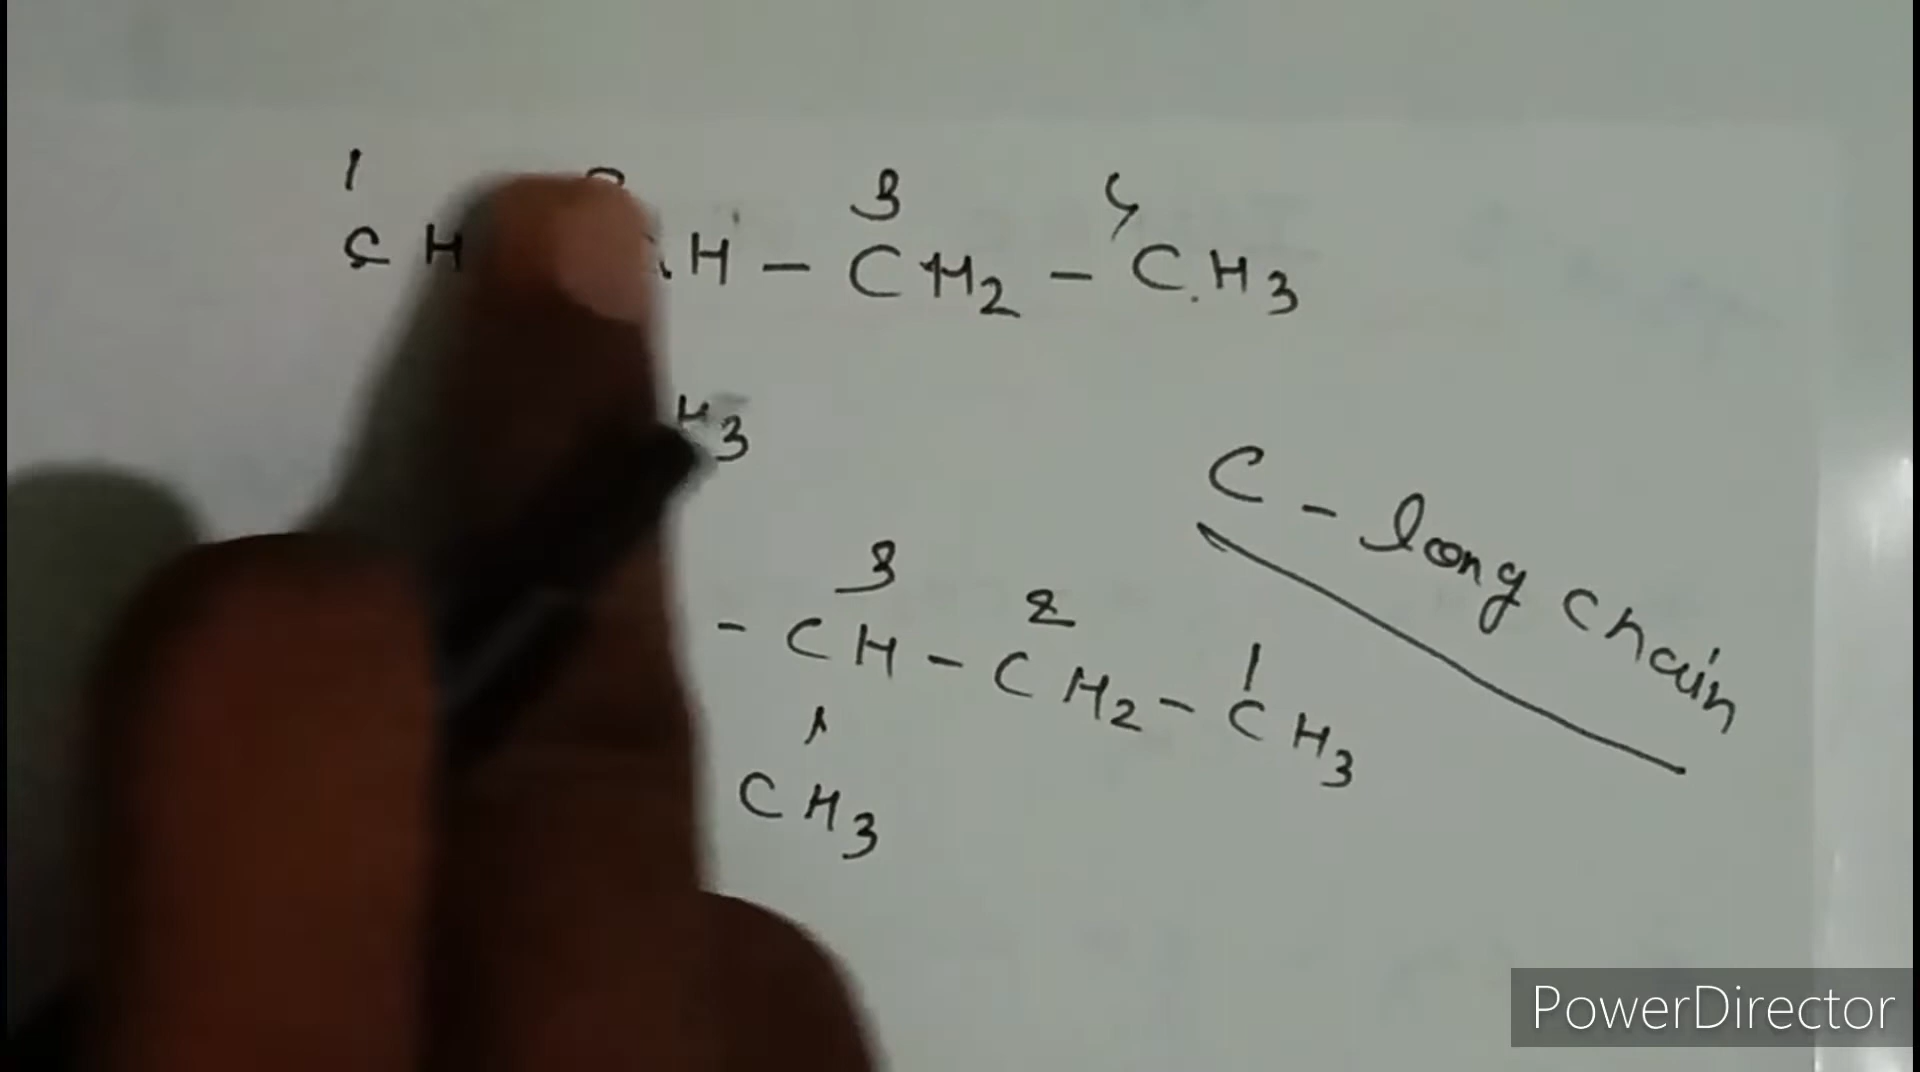 1 3 4
CH H - CH2 - CH3
H3
C - long chain
3 2 1
- CH - CH2 - CH3
CH3
PowerDirector